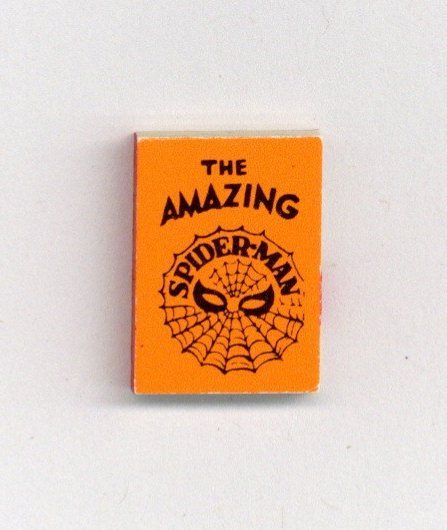 THE
AMAZING
SPIDER-MAN